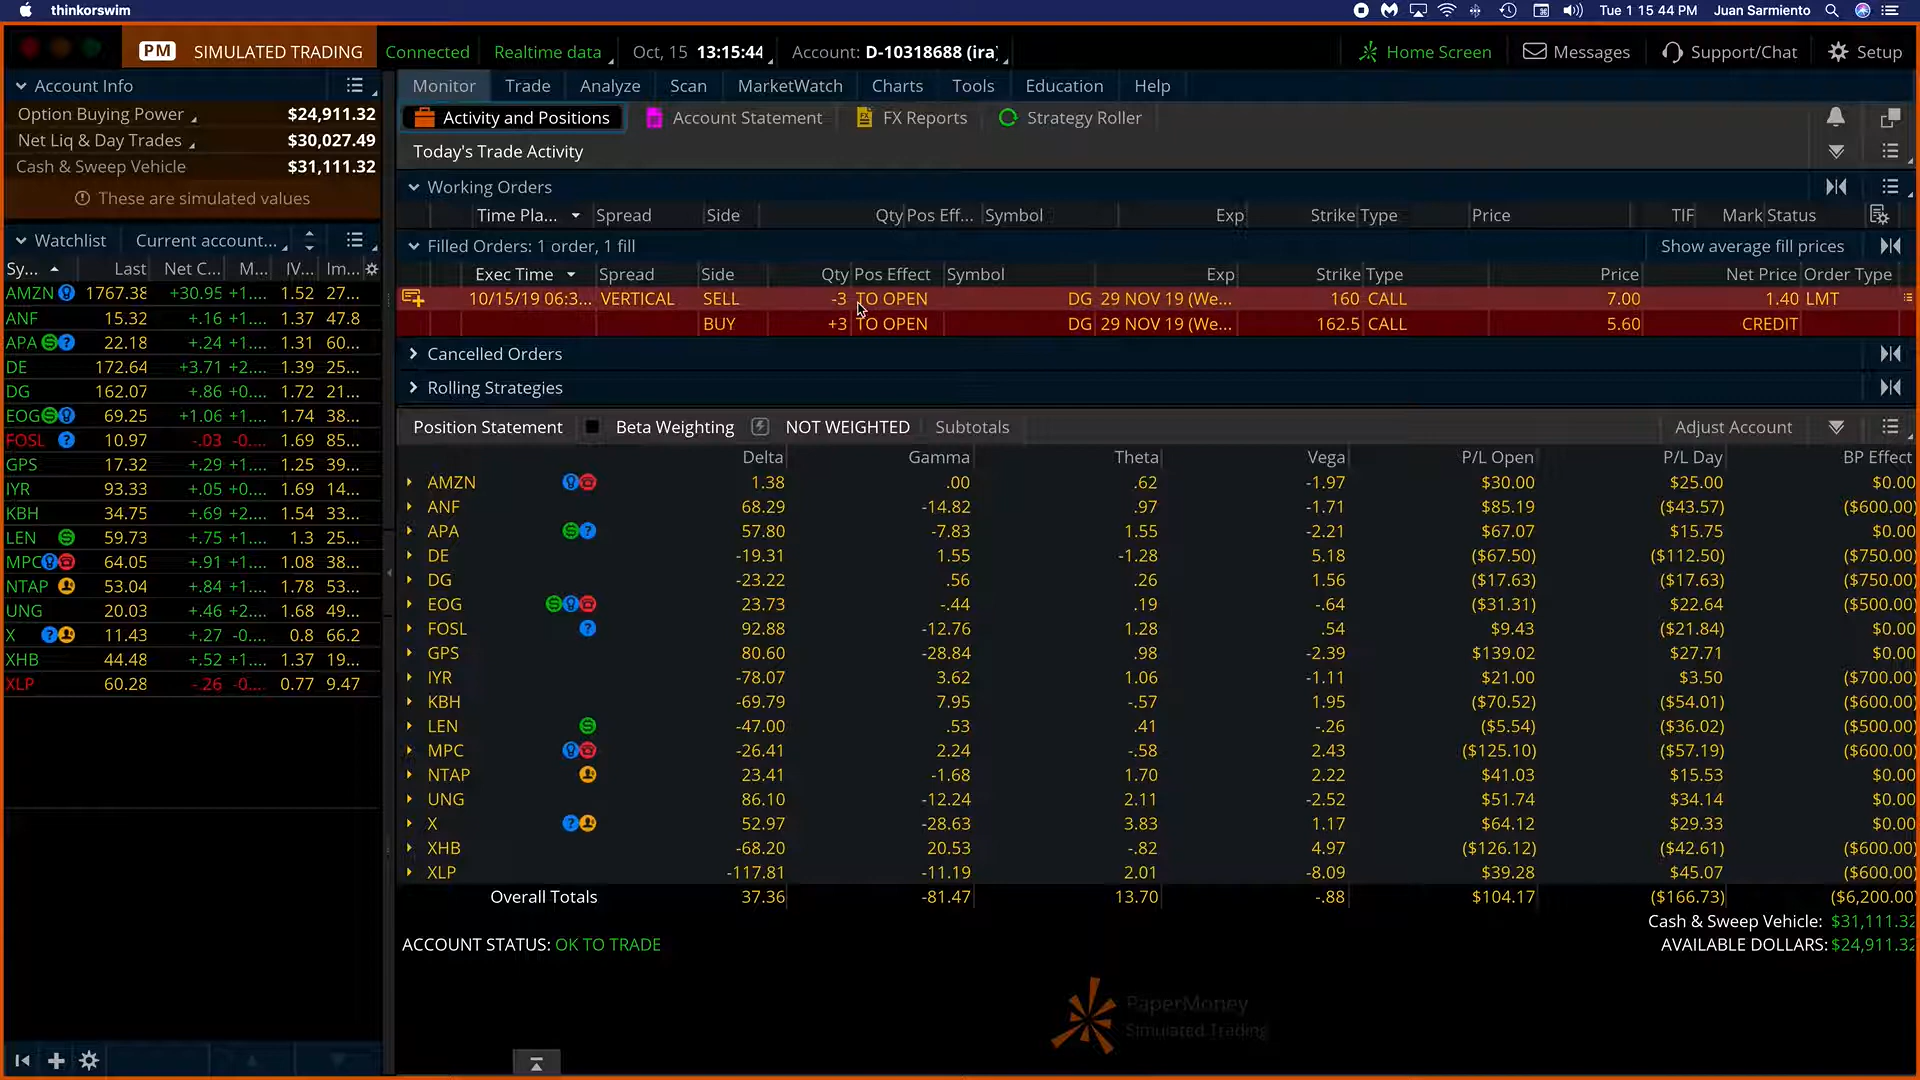 thinkorswim Tue 1 15 44 PM Juan Sarmiento
PM SIMULATED TRADING Connected Realtime data Oct, 15 13:15:44 Account: D-10318688 (ira) Home Screen Messages Support/Chat Setup
Account Info
Option Buying Power $24,911.32
Net Liq & Day Trades $30,027.49
Cash & Sweep Vehicle $31,111.32
These are simulated values
Watchlist Current account...
Sy... Last Net C... M... IV... Im...
AMZN 1767.38 +30.95 +1.... 1.52 27...
ANF 15.32 +.16 +1.... 1.37 47.8
APA 22.18 +.24 +1.... 1.31 60...
DE 172.64 +3.71 +2.... 1.39 25...
DG 162.07 +.86 +0.... 1.72 21...
EOG 69.25 +1.06 +1.... 1.74 38...
FOSL 10.97 -.03 -0.... 1.69 85...
GPS 17.32 +.29 +1.... 1.25 39...
IYR 93.33 +.05 +0.... 1.69 14...
KBH 34.75 +.69 +2.... 1.54 33...
LEN 59.73 +.75 +1.... 1.3 25...
MPC 64.05 +.91 +1.... 1.08 38...
NTAP 53.04 +.84 +1.... 1.78 53...
UNG 20.03 +.46 +2.... 1.68 49...
X 11.43 +.27 -0.... 0.8 66.2
XHB 44.48 +.52 +1.... 1.37 19...
XLP 60.28 -.26 -0.... 0.77 9.47
Monitor Trade Analyze Scan MarketWatch Charts Tools Education Help
Activity and Positions Account Statement FX Reports Strategy Roller
Today's Trade Activity
Working Orders
Time Pla... Spread Side Qty Pos Eff... Symbol Exp Strike Type Price TIF Mark Status
Filled Orders: 1 order, 1 fill Show average fill prices
Exec Time Spread Side Qty Pos Effect Symbol Exp Strike Type Price Net Price Order Type
10/15/19 06:3... VERTICAL SELL -3 TO OPEN DG 29 NOV 19 (We... 160 CALL 7.00 1.40 LMT
BUY +3 TO OPEN DG 29 NOV 19 (We... 162.5 CALL 5.60 CREDIT
Cancelled Orders
Rolling Strategies
Position Statement Beta Weighting NOT WEIGHTED Subtotals Adjust Account
Delta Gamma Theta Vega P/L Open P/L Day BP Effect
AMZN 1.38 .00 .62 -1.97 $30.00 $25.00 $0.00
ANF 68.29 -14.82 .97 -1.71 $85.19 ($43.57) ($600.00)
APA 57.80 -7.83 1.55 -2.21 $67.07 $15.75 $0.00
DE -19.31 1.55 -1.28 5.18 ($67.50) ($112.50) ($750.00)
DG -23.22 .56 .26 1.56 ($17.63) ($17.63) ($750.00)
EOG 23.73 -.44 .19 -.64 ($31.31) $22.64 ($500.00)
FOSL 92.88 -12.76 1.28 .54 $9.43 ($21.84) $0.00
GPS 80.60 -28.84 .98 -2.39 $139.02 $27.71 $0.00
IYR -78.07 3.62 1.06 -1.11 $21.00 $3.50 ($700.00)
KBH -69.79 7.95 -.57 1.95 ($70.52) ($54.01) ($600.00)
LEN -47.00 .53 .41 -.26 ($5.54) ($36.02) ($500.00)
MPC -26.41 2.24 -.58 2.43 ($125.10) ($57.19) ($600.00)
NTAP 23.41 -1.68 1.70 2.22 $41.03 $15.53 $0.00
UNG 86.10 -12.24 2.11 -2.52 $51.74 $34.14 $0.00
X 52.97 -28.63 3.83 1.17 $64.12 $29.33 $0.00
XHB -68.20 20.53 -.82 4.97 ($126.12) ($42.61) ($600.00)
XLP -117.81 -11.19 2.01 -8.09 $39.28 $45.07 ($600.00)
Overall Totals 37.36 -81.47 13.70 -.88 $104.17 ($166.73) ($6,200.00)
Cash & Sweep Vehicle: $31,111.32
ACCOUNT STATUS: OK TO TRADE AVAILABLE DOLLARS: $24,911.32
PaperMoney
Simulated Trading